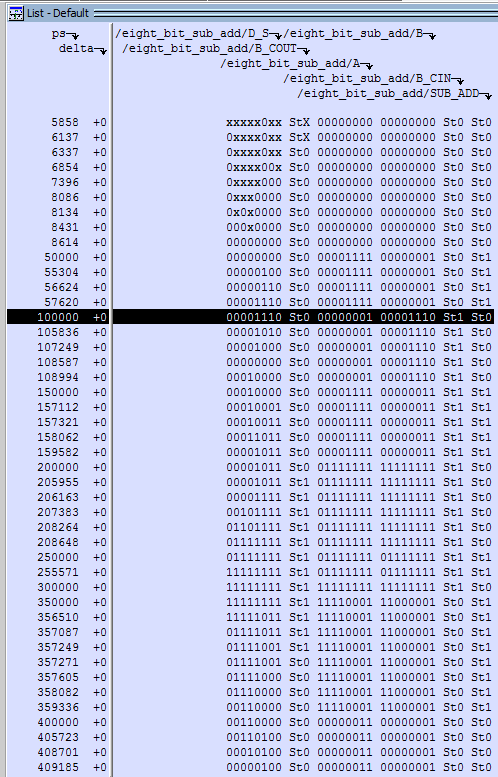 List - Default
ps /eight_bit_sub_add/D_S /eight_bit_sub_add/B
delta /eight_bit_sub_add/B_COUT
/eight_bit_sub_add/A
/eight_bit_sub_add/B_CIN
/eight_bit_sub_add/SUB_ADD
5858 +0 xxxxx0xx StX 00000000 00000000 St0 St0
6137 +0 0xxxx0xx StX 00000000 00000000 St0 St0
6337 +0 0xxxx0xx St0 00000000 00000000 St0 St0
6854 +0 0xxxx00x St0 00000000 00000000 St0 St0
7396 +0 0xxxx000 St0 00000000 00000000 St0 St0
8086 +0 0xxx0000 St0 00000000 00000000 St0 St0
8134 +0 0x0x0000 St0 00000000 00000000 St0 St0
8431 +0 000x0000 St0 00000000 00000000 St0 St0
8614 +0 00000000 St0 00000000 00000000 St0 St0
50000 +0 00000000 St0 00001111 00000001 St0 St1
55304 +0 00000100 St0 00001111 00000001 St0 St1
56624 +0 00000110 St0 00001111 00000001 St0 St1
57620 +0 00001110 St0 00001111 00000001 St0 St1
100000 +0 00001110 St0 00000001 00001110 St1 St0
105836 +0 00001010 St0 00000001 00001110 St1 St0
107249 +0 00000010 St0 00000001 00001110 St1 St0
108587 +0 00000000 St0 00000001 00001110 St1 St0
108994 +0 00010000 St0 00000001 00001110 St1 St0
150000 +0 00010000 St0 00001111 00000001 St1 St1
157112 +0 00010001 St0 00001111 00000001 St1 St1
157321 +0 00010011 St0 00001111 00000001 St1 St1
158062 +0 00011011 St0 00001111 00000001 St1 St1
159582 +0 00001011 St0 00001111 00000001 St1 St1
200000 +0 00001011 St0 01111111 11111111 St1 St0
205955 +0 00001011 St1 01111111 11111111 St1 St0
206163 +0 00001111 St1 01111111 11111111 St1 St0
207383 +0 00101111 St1 01111111 11111111 St1 St0
208264 +0 01101111 St1 01111111 11111111 St1 St0
208648 +0 01111111 St1 01111111 11111111 St1 St0
250000 +0 01111111 St1 01111111 01111111 St1 St1
255571 +0 11111111 St1 01111111 01111111 St1 St1
300000 +0 11111111 St1 11111111 11111111 St1 St0
350000 +0 11111111 St1 11110001 11000001 St0 St1
356510 +0 01111111 St1 11110001 11000001 St0 St1
357087 +0 01111011 St1 11110001 11000001 St0 St1
357249 +0 01111001 St1 11110001 11000001 St0 St1
357271 +0 01111001 St0 11110001 11000001 St0 St1
357605 +0 01111000 St0 11110001 11000001 St0 St1
358082 +0 01110000 St0 11110001 11000001 St0 St1
359336 +0 00110000 St0 11110001 11000001 St0 St1
400000 +0 00110000 St0 00000011 00000001 St0 St0
405723 +0 00110100 St0 00000011 00000001 St0 St0
408701 +0 00010100 St0 00000011 00000001 St0 St0
409185 +0 00000100 St0 00000011 00000001 St0 St0